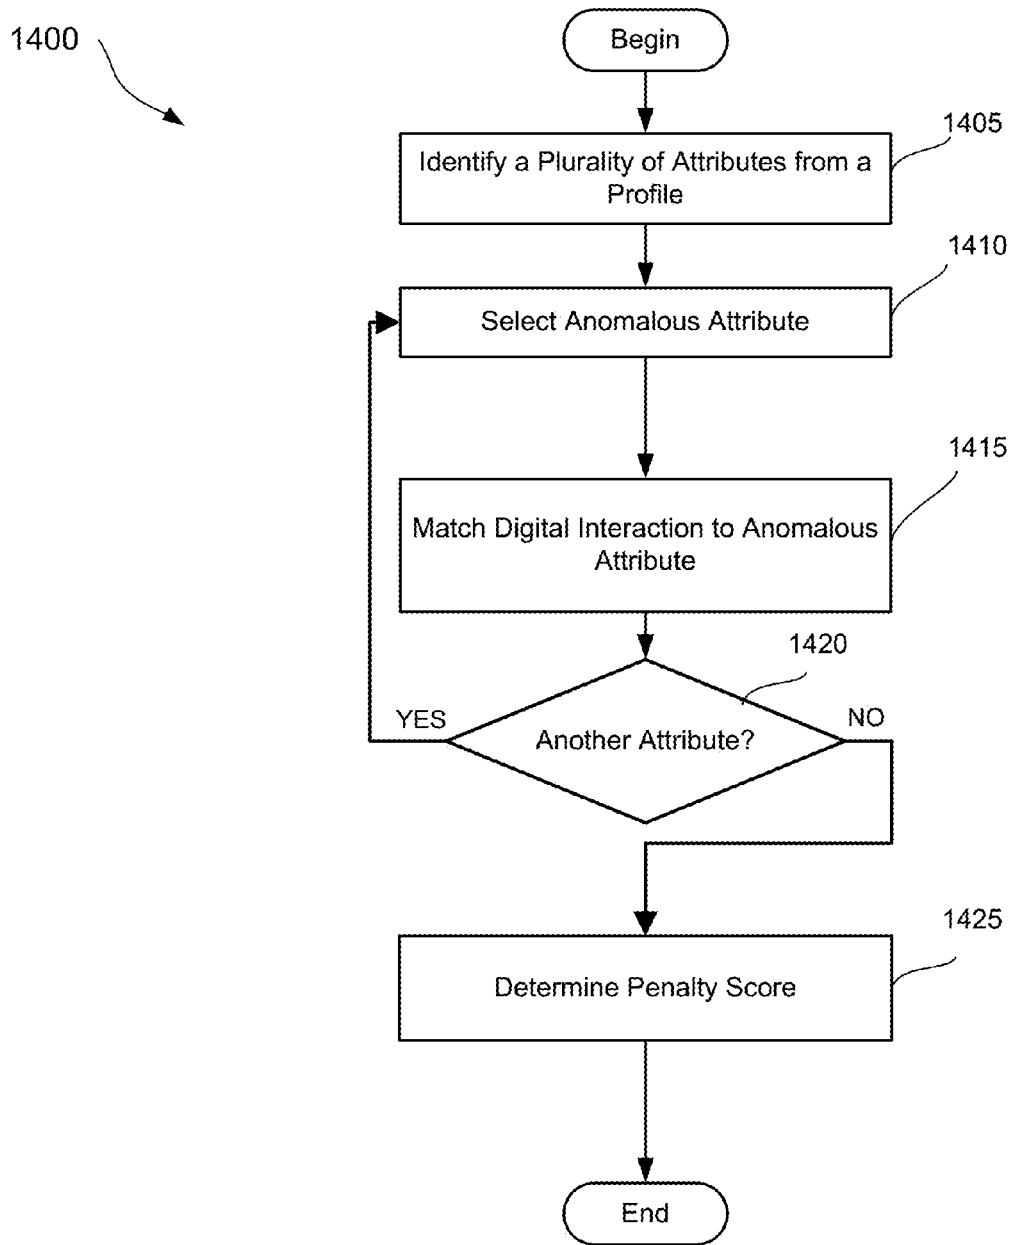 1400
Begin
1405
Identify a Plurality of Attributes from a
Profile
1410
Select Anomalous Attribute
1415
Match Digital Interaction to Anomalous
Attribute
1420
YES
NO
Another Attribute?
1425
Determine Penalty Score
End